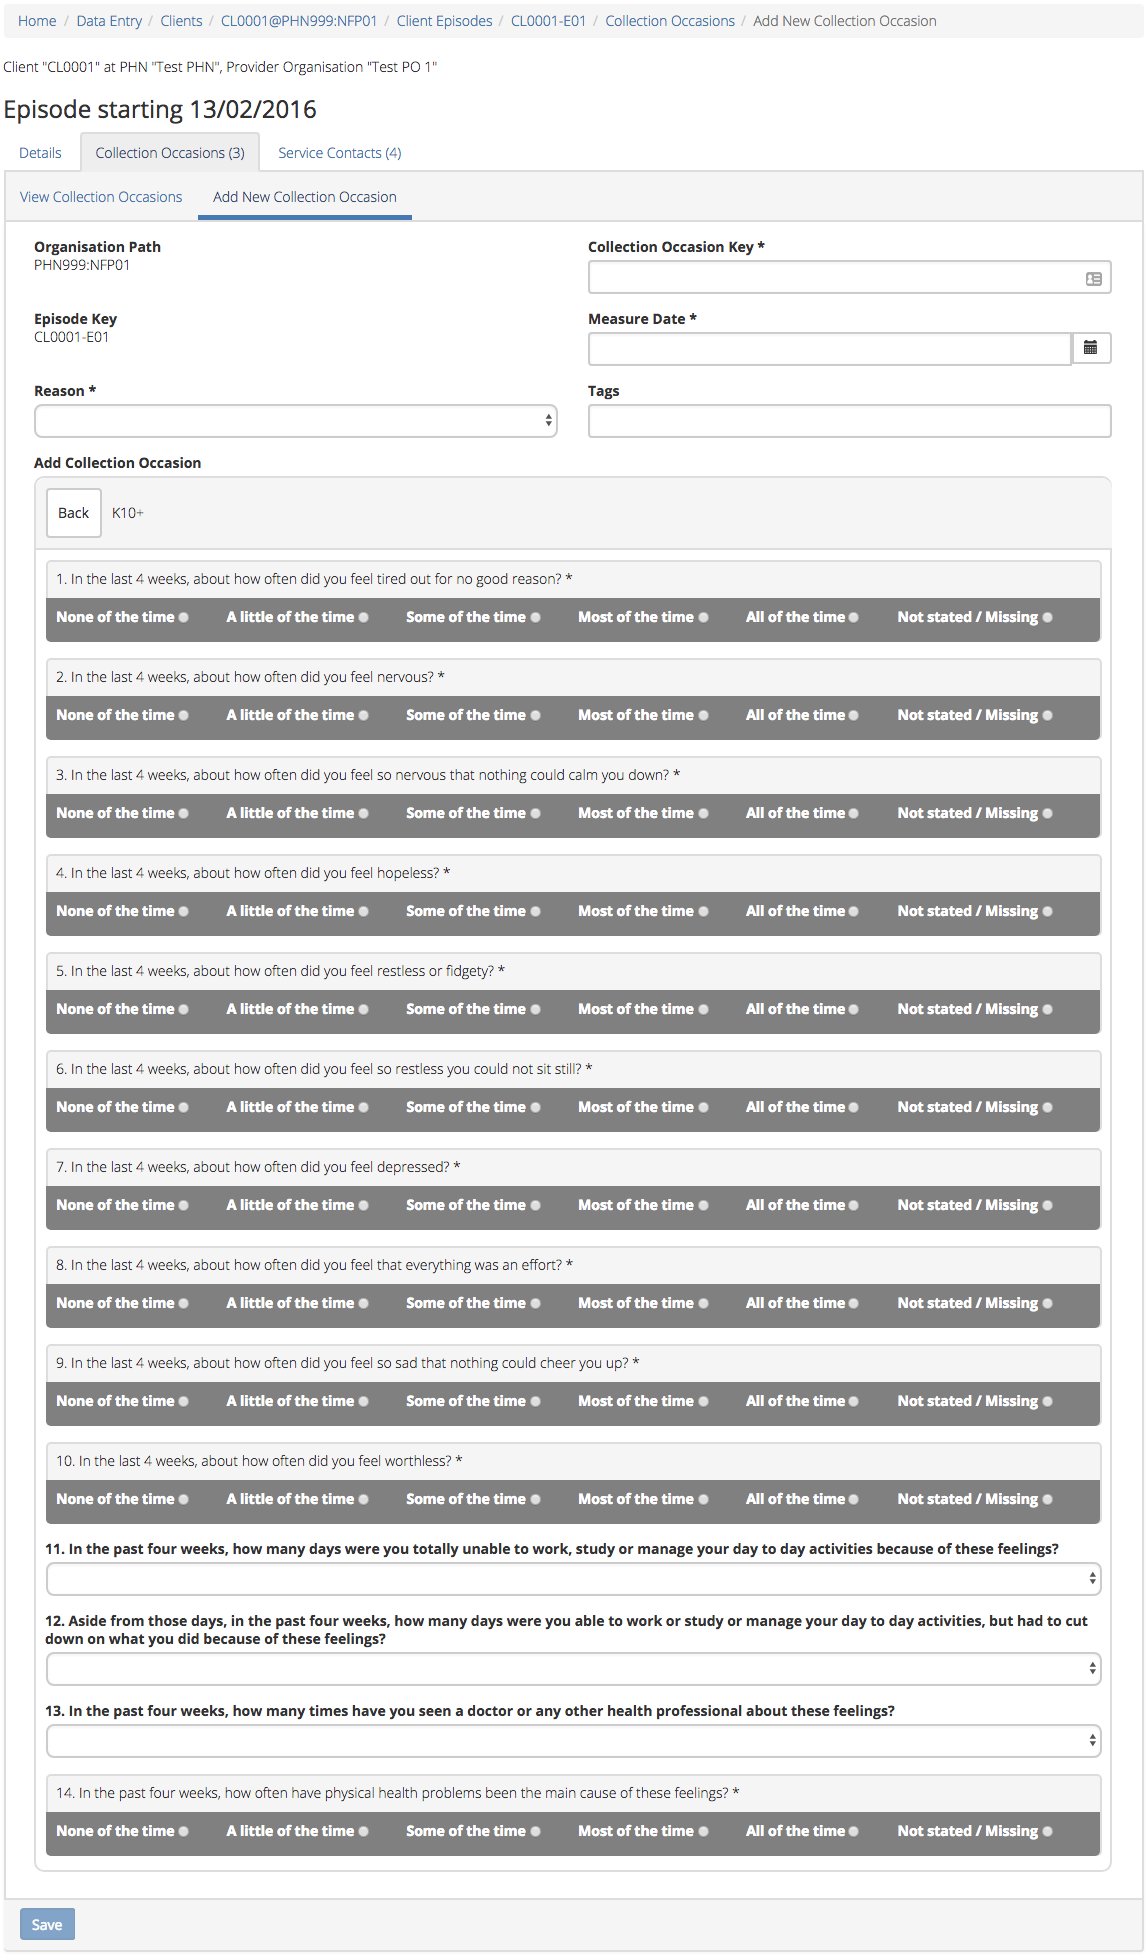 Home / Data Entry / Clients / CL0001@PHN999:NFP01 / Client Episodes / CL0001-E01 / Collection Occasions / Add New Collection Occasion
Client "CL0001" at PHN "Test PHN", Provider Organisation "Test PO 1"
Episode starting 13/02/2016
Details Collection Occasions (3) Service Contacts (4)
View Collection Occasions Add New Collection Occasion
Organisation Path
PHN999:NFP01
Collection Occasion Key *
Episode Key
CL0001-E01
Measure Date *
Reason *
Tags
Add Collection Occasion
Back K10+
1. In the last 4 weeks, about how often did you feel tired out for no good reason? *
None of the time A little of the time Some of the time Most of the time All of the time Not stated / Missing
2. In the last 4 weeks, about how often did you feel nervous? *
None of the time A little of the time Some of the time Most of the time All of the time Not stated / Missing
3. In the last 4 weeks, about how often did you feel so nervous that nothing could calm you down? *
None of the time A little of the time Some of the time Most of the time All of the time Not stated / Missing
4. In the last 4 weeks, about how often did you feel hopeless? *
None of the time A little of the time Some of the time Most of the time All of the time Not stated / Missing
5. In the last 4 weeks, about how often did you feel restless or fidgety? *
None of the time A little of the time Some of the time Most of the time All of the time Not stated / Missing
6. In the last 4 weeks, about how often did you feel so restless you could not sit still? *
None of the time A little of the time Some of the time Most of the time All of the time Not stated / Missing
7. In the last 4 weeks, about how often did you feel depressed? *
None of the time A little of the time Some of the time Most of the time All of the time Not stated / Missing
8. In the last 4 weeks, about how often did you feel that everything was an effort? *
None of the time A little of the time Some of the time Most of the time All of the time Not stated / Missing
9. In the last 4 weeks, about how often did you feel so sad that nothing could cheer you up? *
None of the time A little of the time Some of the time Most of the time All of the time Not stated / Missing
10. In the last 4 weeks, about how often did you feel worthless? *
None of the time A little of the time Some of the time Most of the time All of the time Not stated / Missing
11. In the past four weeks, how many days were you totally unable to work, study or manage your day to day activities because of these feelings?
12. Aside from those days, in the past four weeks, how many days were you able to work or study or manage your day to day activities, but had to cut
down on what you did because of these feelings?
13. In the past four weeks, how many times have you seen a doctor or any other health professional about these feelings?
14. In the past four weeks, how often have physical health problems been the main cause of these feelings? *
None of the time A little of the time Some of the time Most of the time All of the time Not stated / Missing
Save